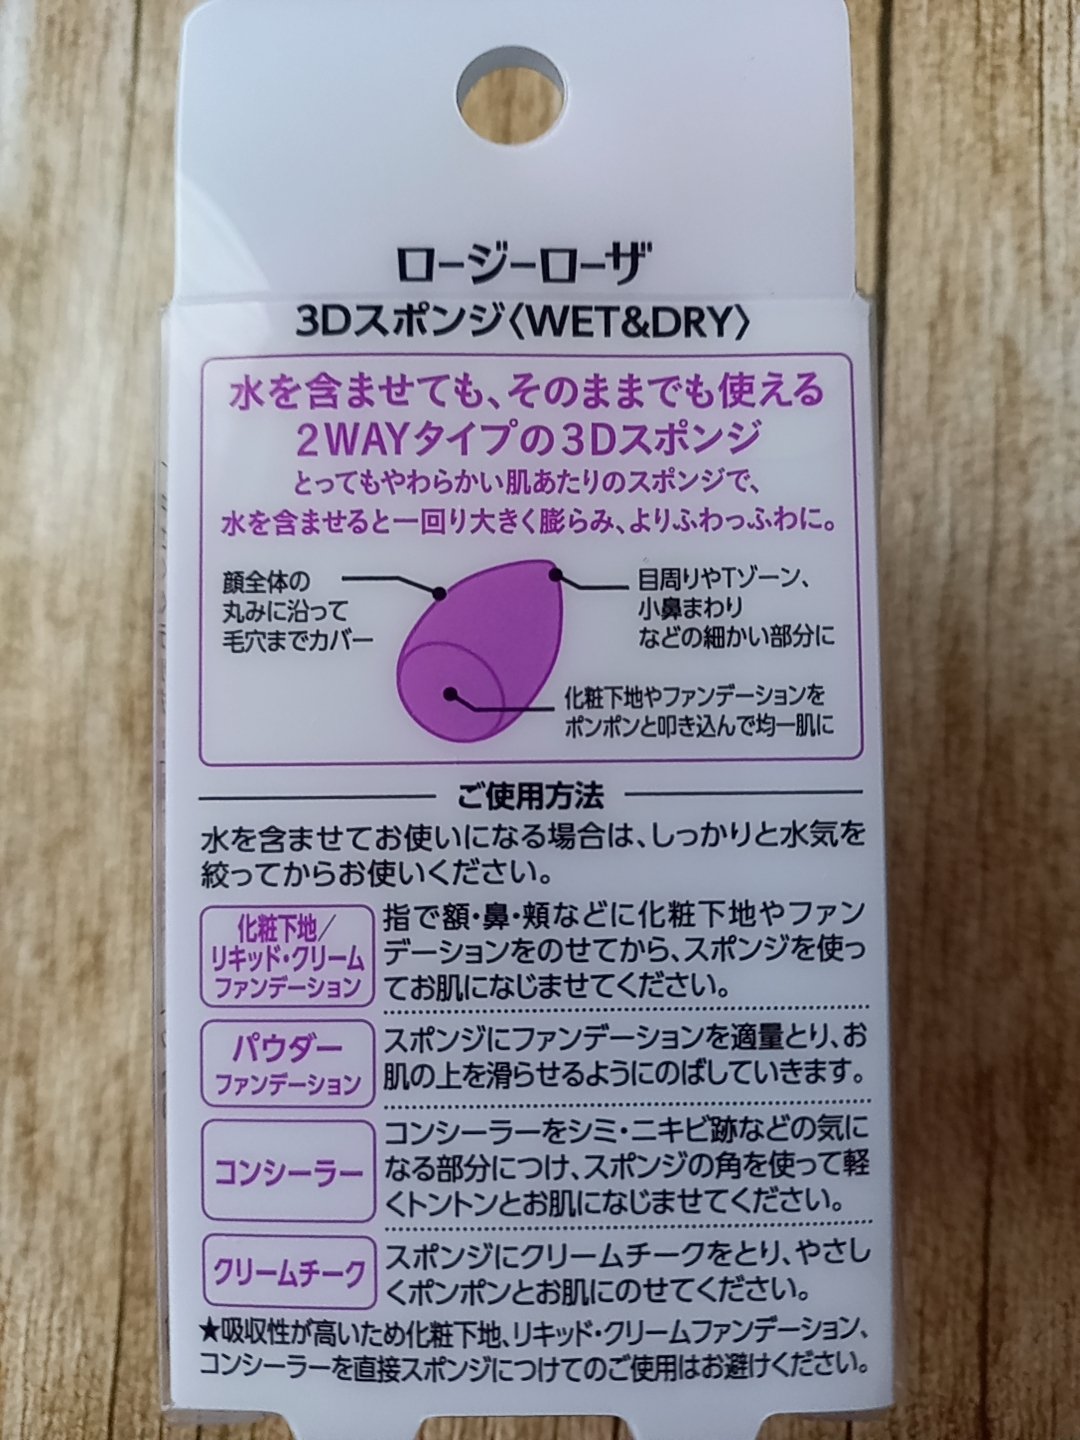 ロージーローザ
3Dスポンジ〈WET&DRY〉
水を含ませても、そのままでも使える
2WAYタイプの3Dスポンジ
とってもやわらかい肌あたりのスポンジで、
水を含ませると一回り大きく膨らみ、よりふわっふわに。
顔全体の
丸みに沿って
毛穴までカバー
目周りやTゾーン、
小鼻まわり
などの細かい部分に
化粧下地やファンデーションを
ポンポンと叩き込んで均一肌に
ご使用方法
水を含ませてお使いになる場合は、しっかりと水気を
絞ってからお使いください。
化粧下地/
リキッド・クリーム
ファンデーション
指で額・鼻・頬などに化粧下地やファン
デーションをのせてから、スポンジを使っ
てお肌になじませてください。
パウダー
ファンデーション
スポンジにファンデーションを適量とり、お
肌の上を滑らせるようにのばしていきます。
コンシーラー
コンシーラーをシミ・ニキビ跡などの気に
なる部分につけ、スポンジの角を使って軽
くトントンとお肌になじませてください。
クリームチーク
スポンジにクリームチークをとり、やさし
くポンポンとお肌にのせてください。
★吸収性が高いため化粧下地、リキッド・クリームファンデーション、
コンシーラーを直接スポンジにつけてのご使用はお避けください。